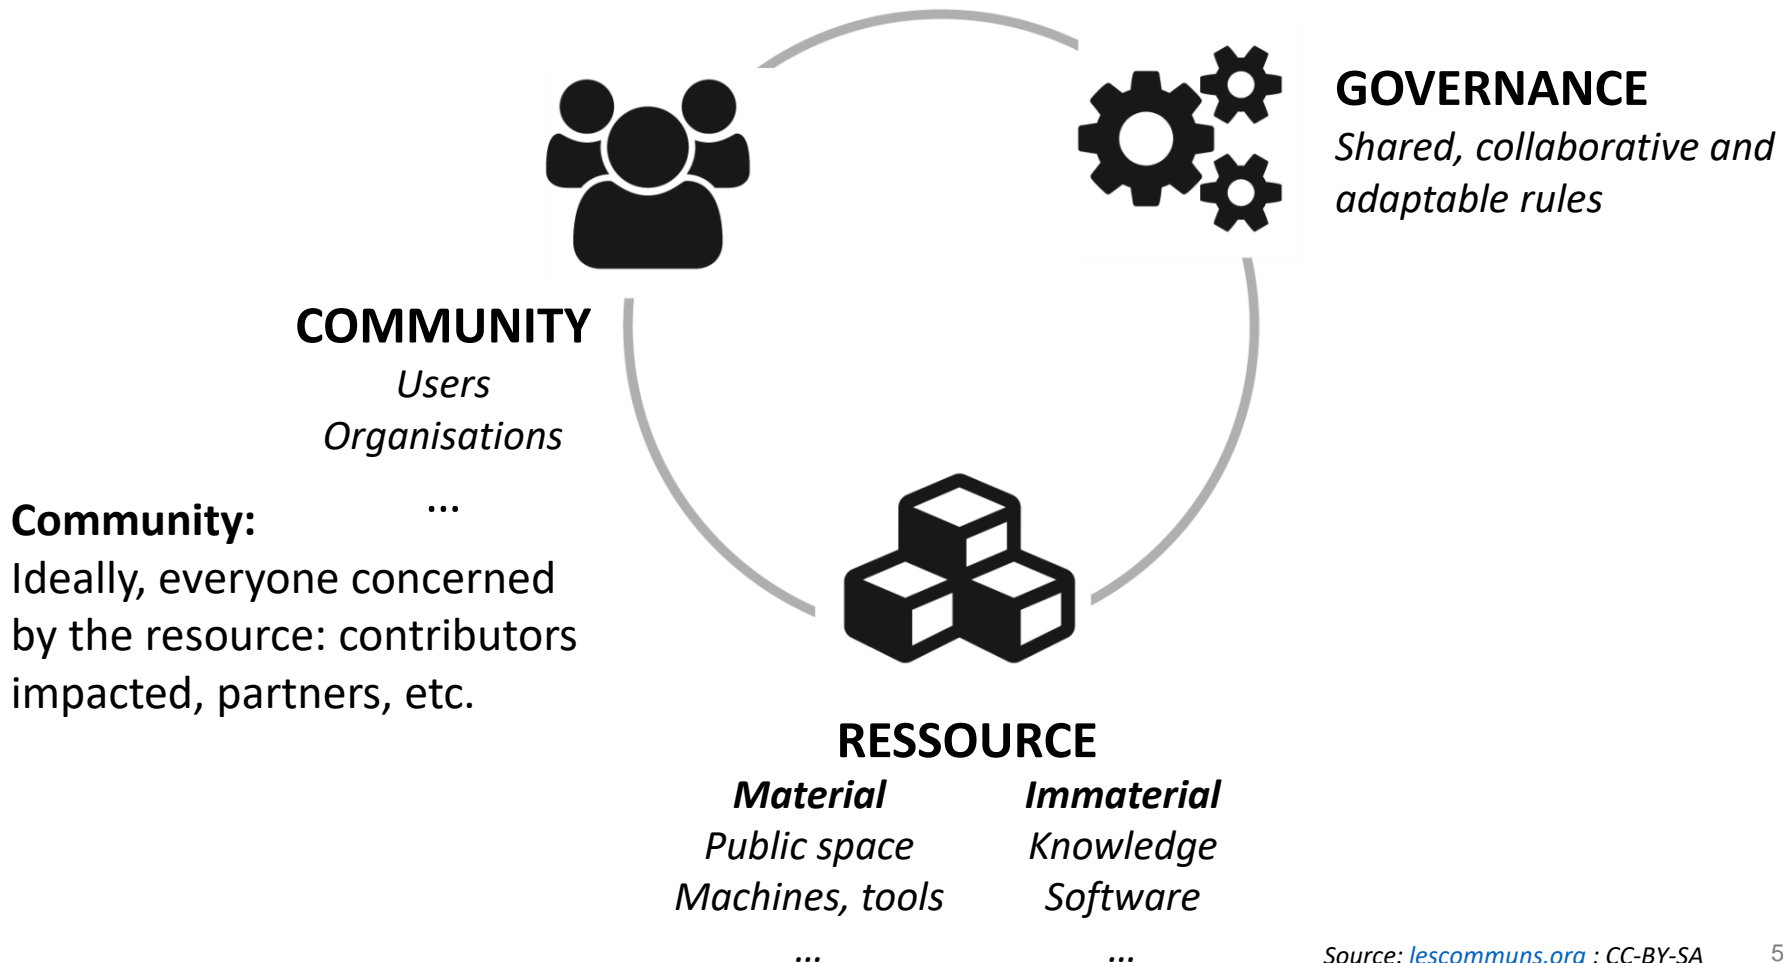 GOVERNANCE
Shared, collaborative and
adaptable rules
COMMUNITY
Users
Organisations
...
Community:
Ideally, everyone concerned
by the resource: contributors
impacted, partners, etc.
RESSOURCE
Material
Public space
Machines, tools
...
Immaterial
Knowledge
Software
...
Source: lescommuns.org : CC-BY-SA
5